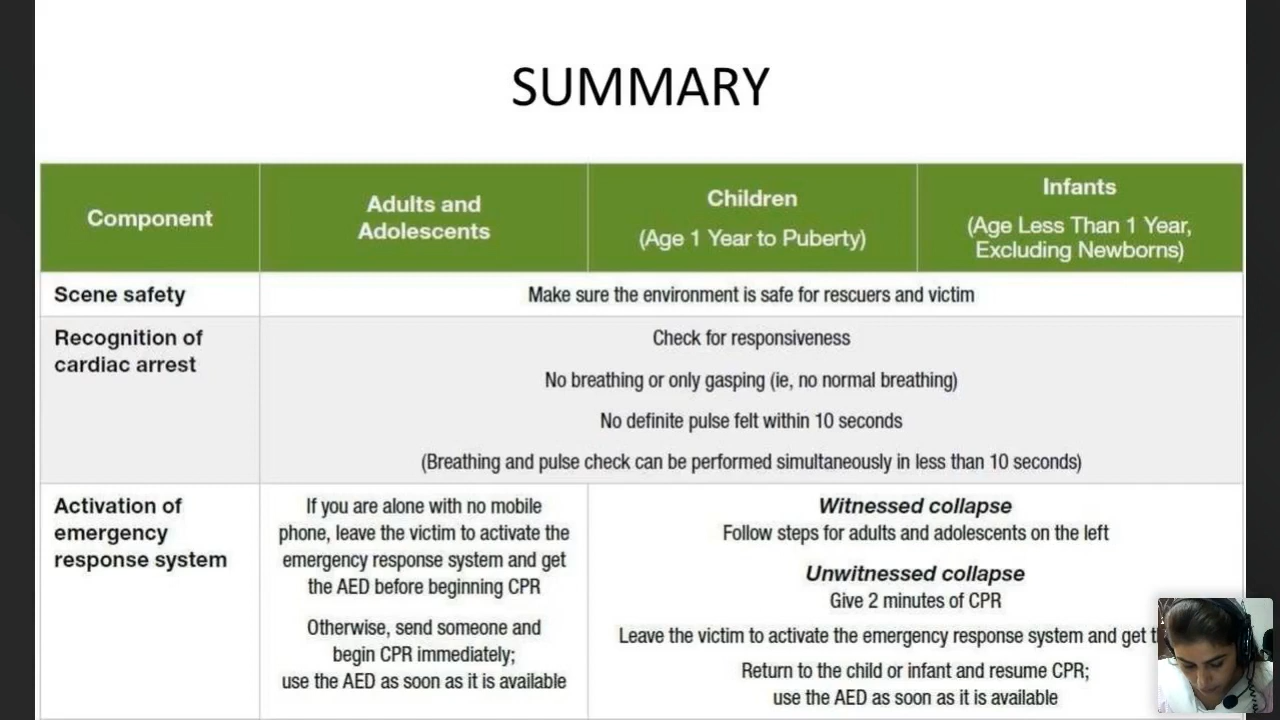 SUMMARY
Component
Adults and
Adolescents
Children
(Age 1 Year to Puberty)
Infants
(Age Less Than 1 Year,
Excluding Newborns)
Scene safety
Make sure the environment is safe for rescuers and victim
Recognition of
cardiac arrest
Check for responsiveness
No breathing or only gasping (ie, no normal breathing)
No definite pulse felt within 10 seconds
(Breathing and pulse check can be performed simultaneously in less than 10 seconds)
Activation of
emergency
response system
If you are alone with no mobile
phone, leave the victim to activate the
emergency response system and get
the AED before beginning CPR
Otherwise, send someone and
begin CPR immediately;
use the AED as soon as it is available
Witnessed collapse
Follow steps for adults and adolescents on the left
Unwitnessed collapse
Give 2 minutes of CPR
Leave the victim to activate the emergency response system and get
Return to the child or infant and resume CPR;
use the AED as soon as it is available